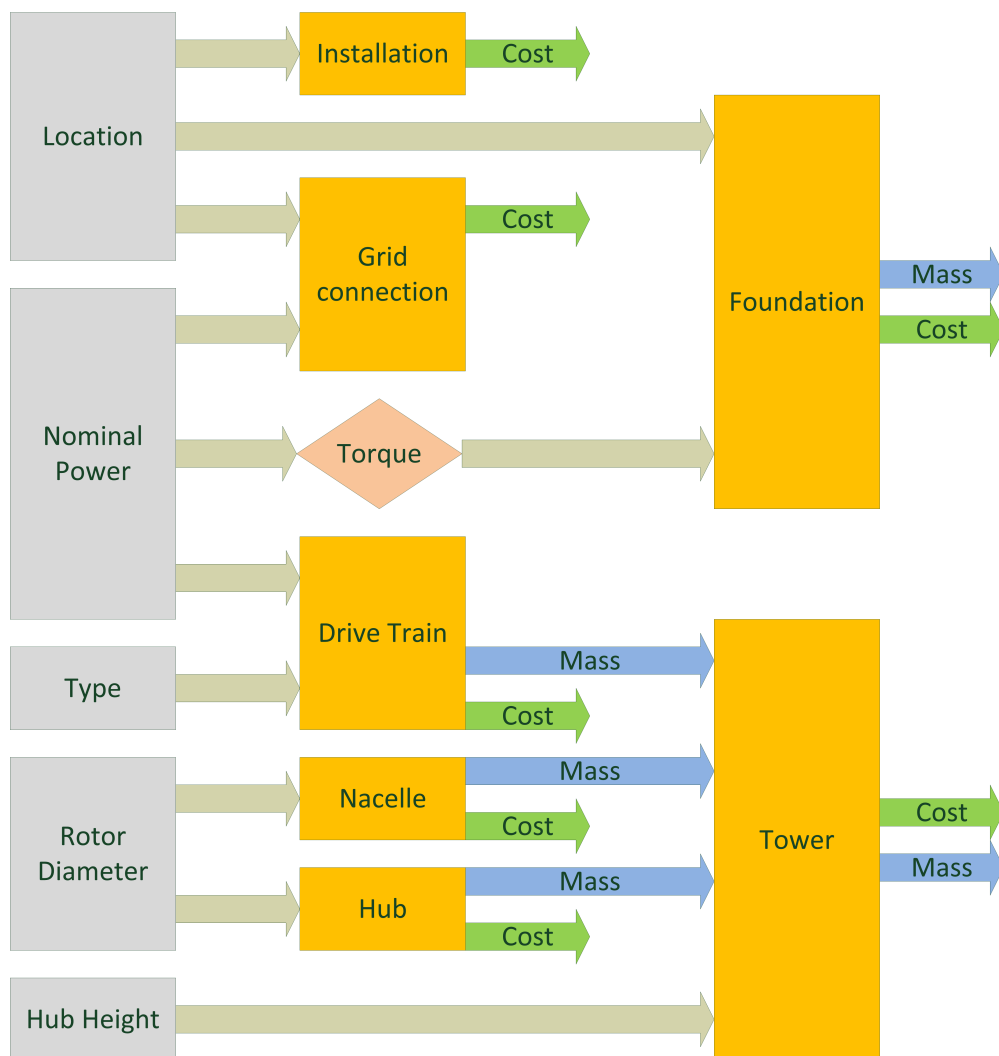 Installation
Cost
Location
Cost
Grid
connection
Mass
Foundation
Cost
Nominal
Power
Torque
Drive Train
Mass
Type
Cost
Mass
Nacelle
Cost
Cost
Rotor
Diameter
Tower
Mass
Mass
Hub
Cost
Hub Height